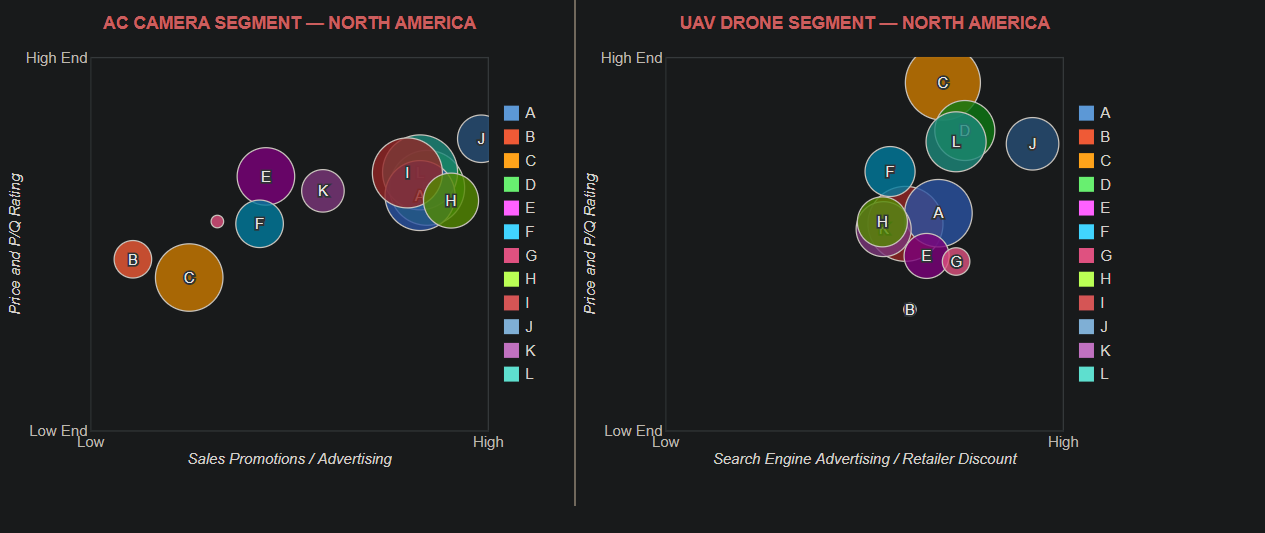 AC CAMERA SEGMENT — NORTH AMERICA
High End
Price and P/Q Rating
Low End
Low
High
Sales Promotions / Advertising
J
I
E
K
A
H
F
B
C
A
B
C
D
E
F
G
H
I
J
K
L
UAV DRONE SEGMENT — NORTH AMERICA
High End
Price and P/Q Rating
Low End
Low
High
Search Engine Advertising / Retailer Discount
C
D
L
J
F
A
H
K
E
G
B
A
B
C
D
E
F
G
H
I
J
K
L